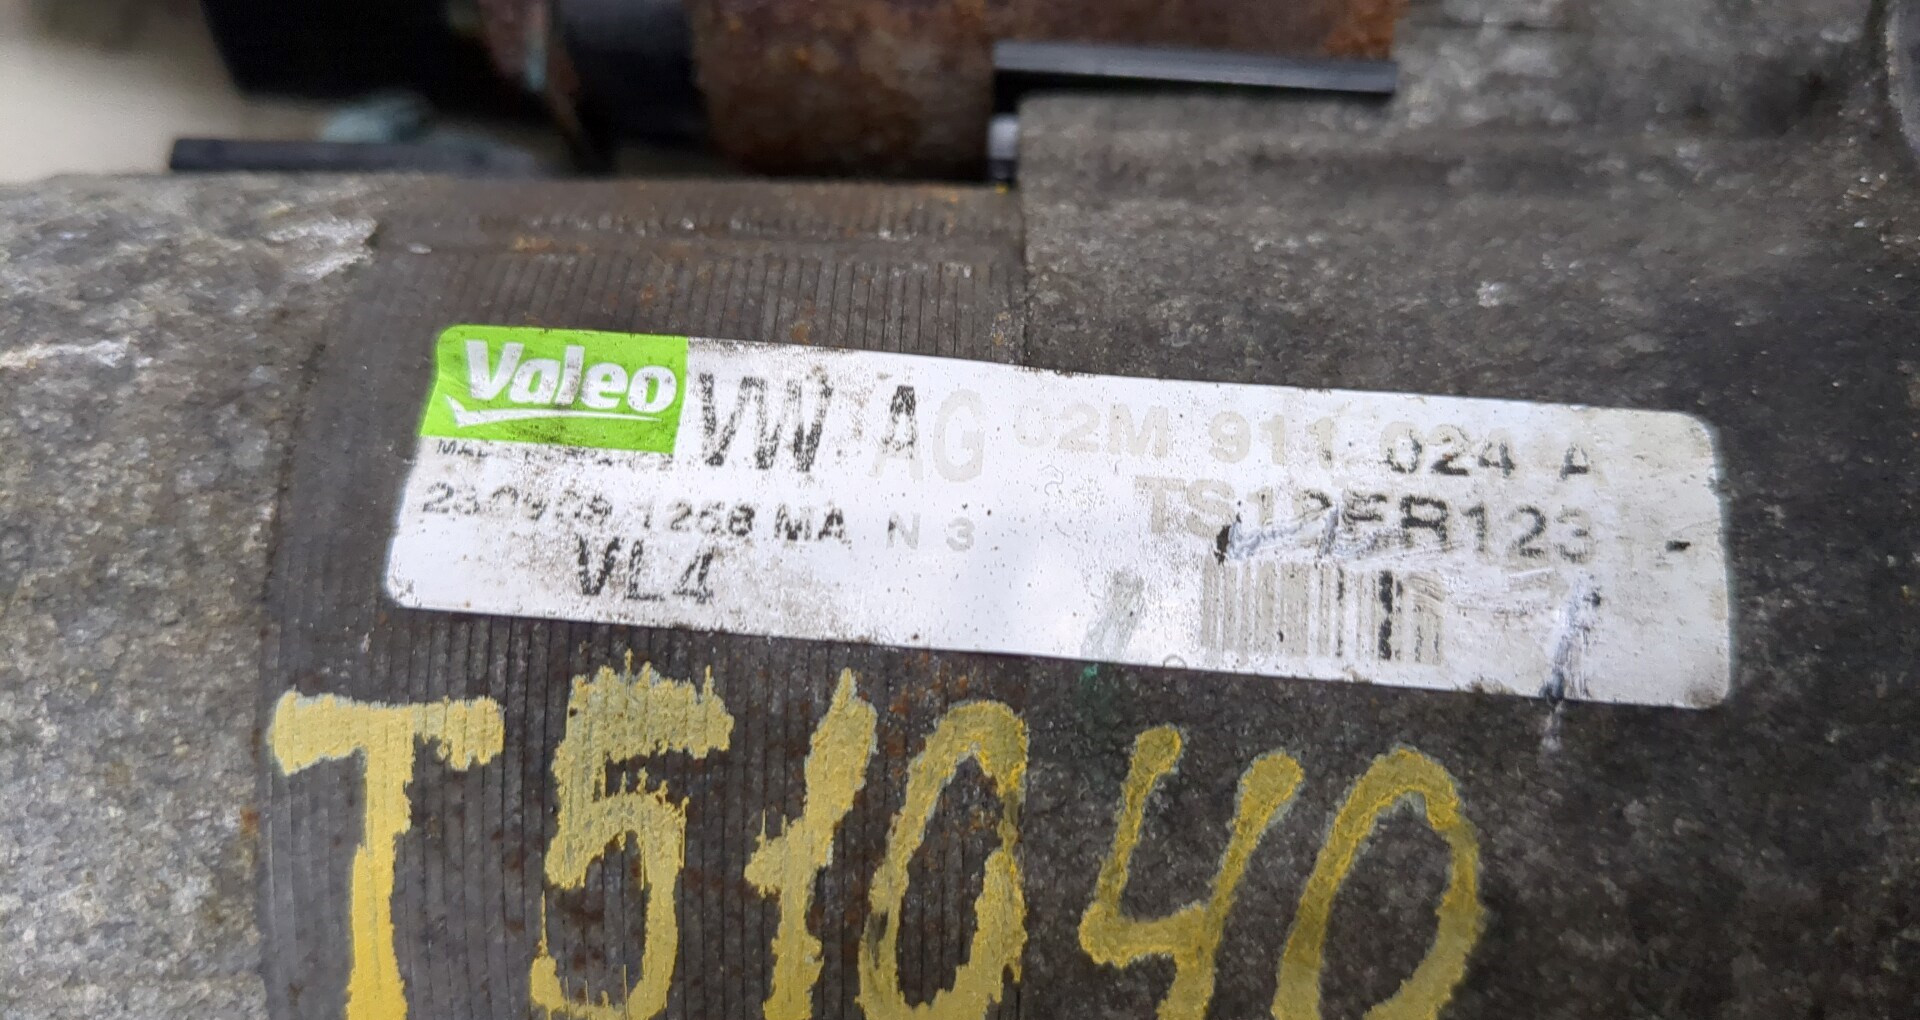 Valeo VW AG 02M 911 024 A
TS12ER123
1268 MA N 3
VL4
T51040